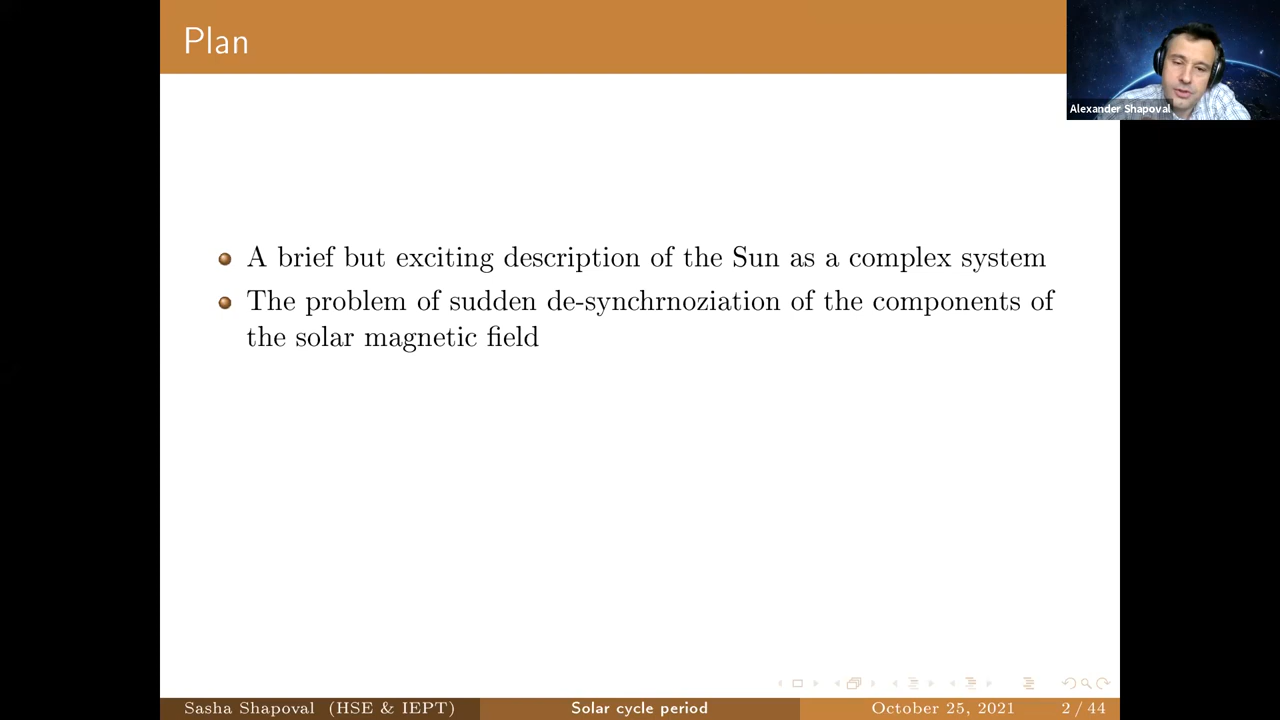 Plan
Alexander Shapoval
A brief but exciting description of the Sun as a complex system
The problem of sudden de-synchrnoziation of the components of
the solar magnetic field
Sasha Shapoval (HSE & IEPT)
Solar cycle period
October 25, 2021
2 / 44